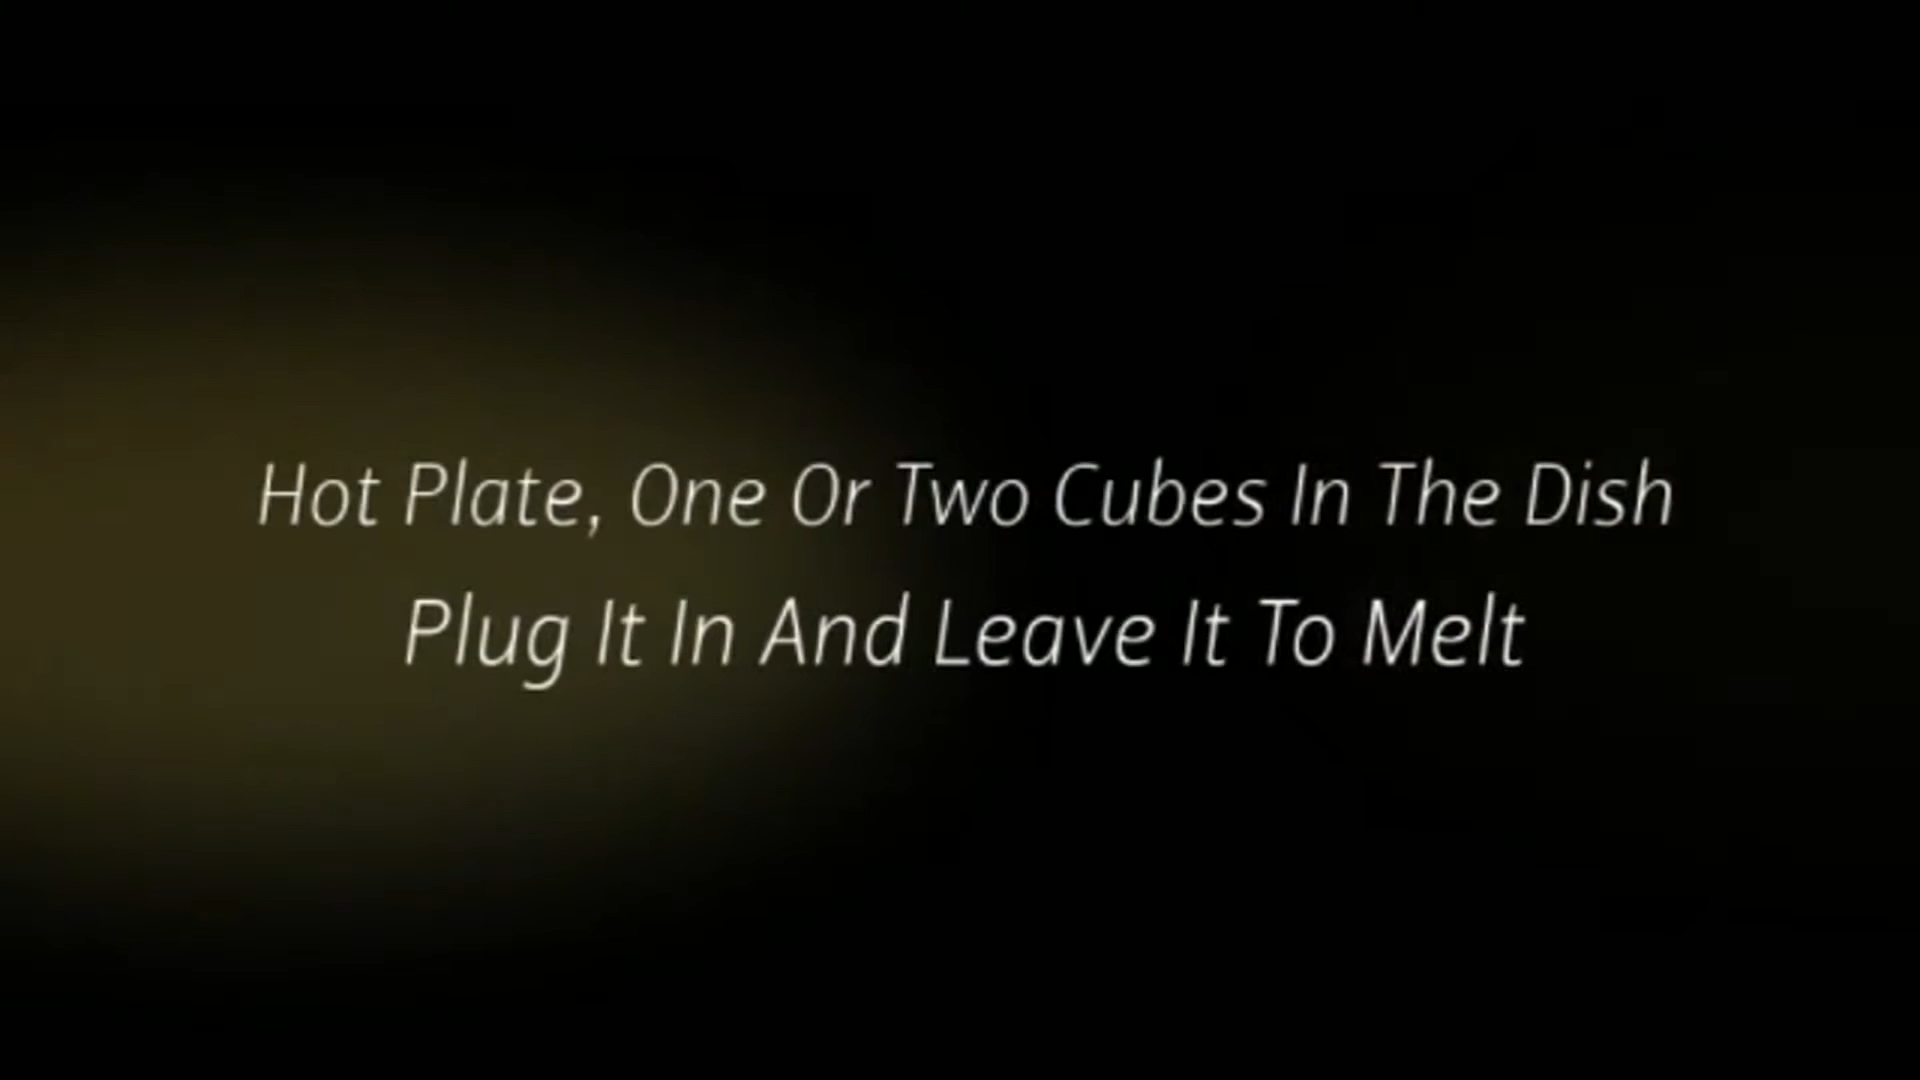 Hot Plate, One Or Two Cubes In The Dish
Plug It In And Leave It To Melt